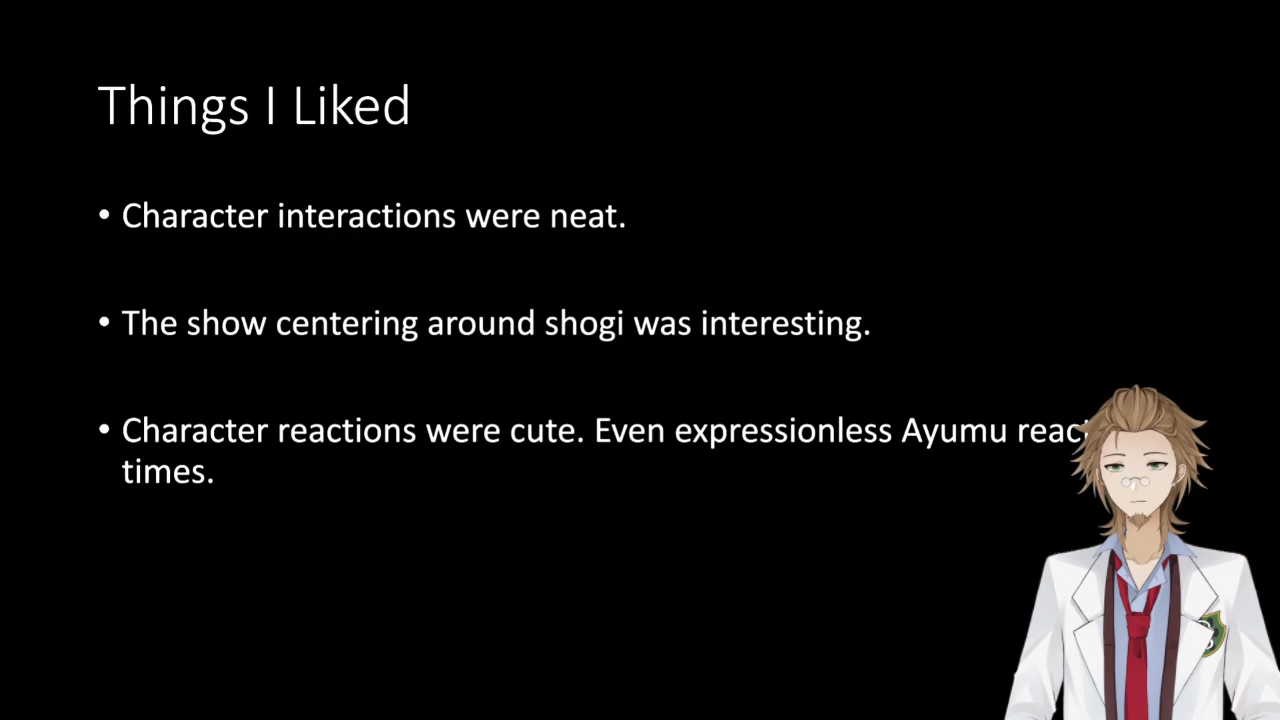 Things I Liked
• Character interactions were neat.
• The show centering around shogi was interesting.
• Character reactions were cute. Even expressionless Ayumu
times.